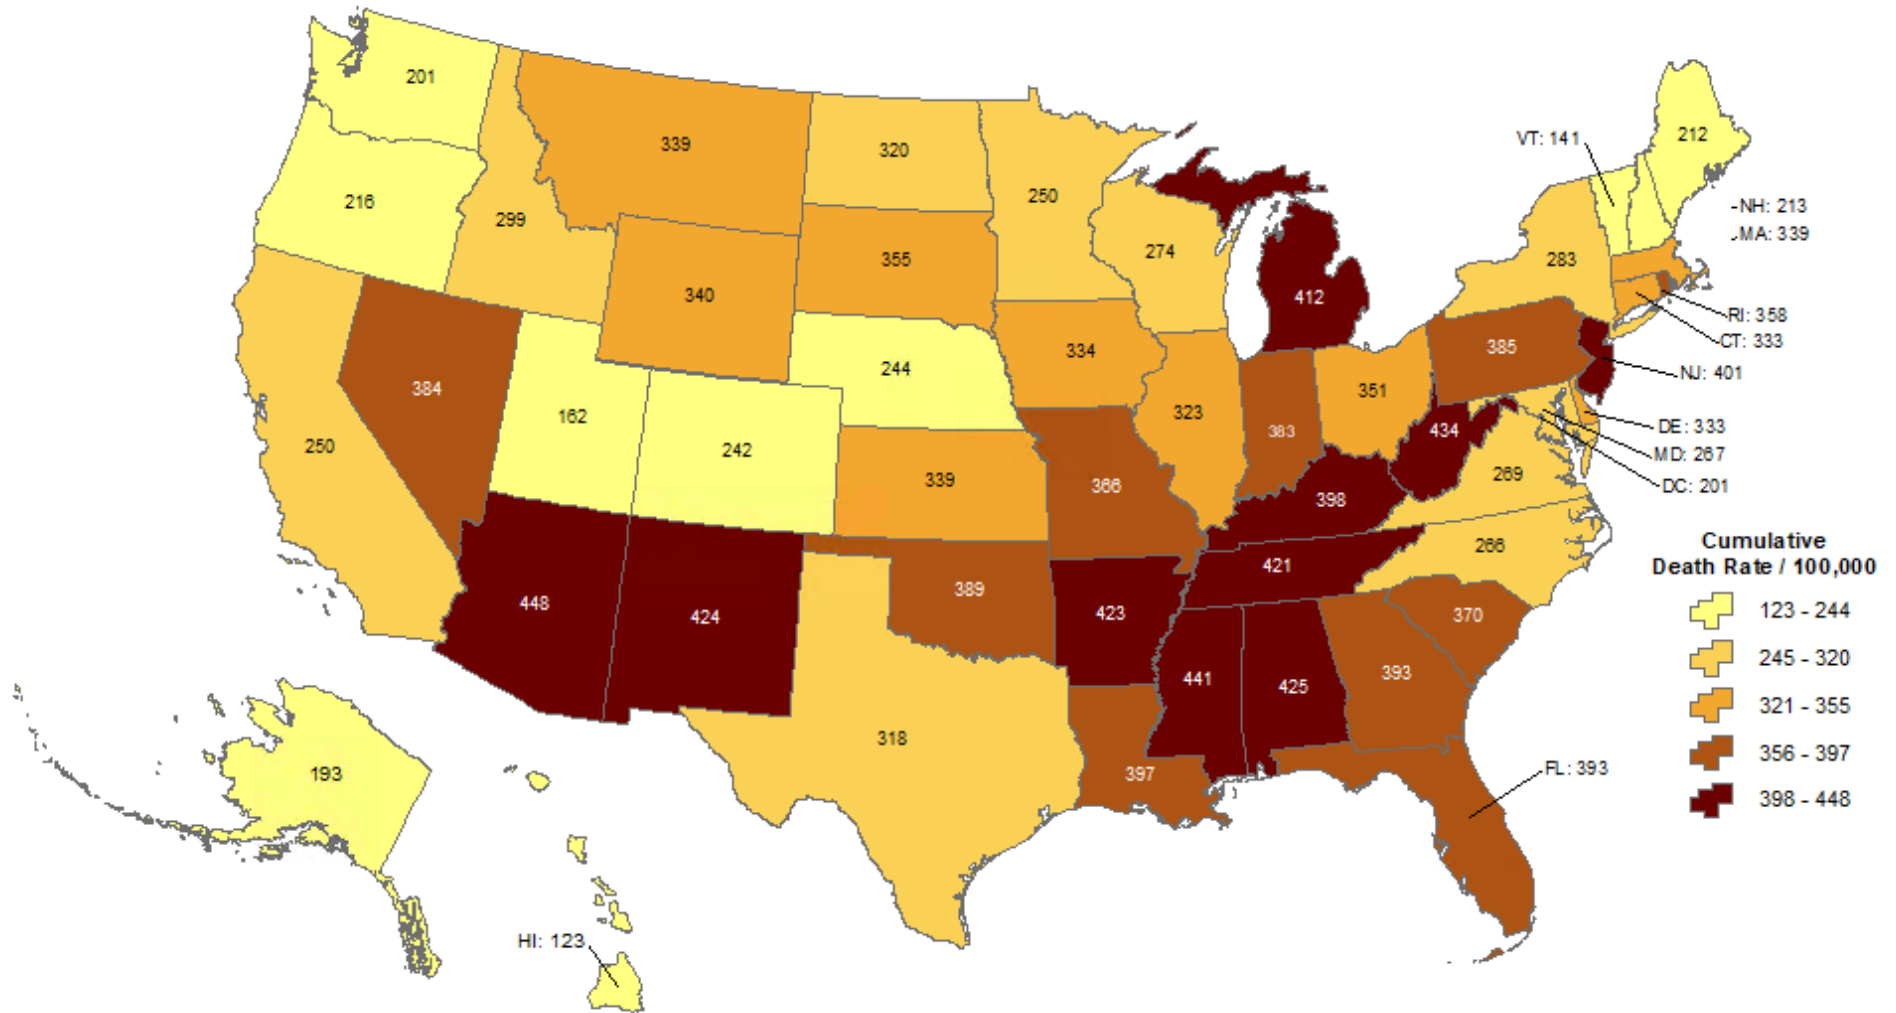 201
339
320
250
212
VT: 141
216
299
355
274
283
NH: 213
MA: 339
340
412
RI: 358
CT: 333
384
244
334
385
NJ: 401
162
242
323
383
351
434
DE: 333
MD: 267
DC: 201
250
339
366
398
269
266
448
424
389
423
421
370
441
425
393
318
397
FL: 393
193
HI: 123
Cumulative
Death Rate / 100,000
123 - 244
245 - 320
321 - 355
356 - 397
398 - 448